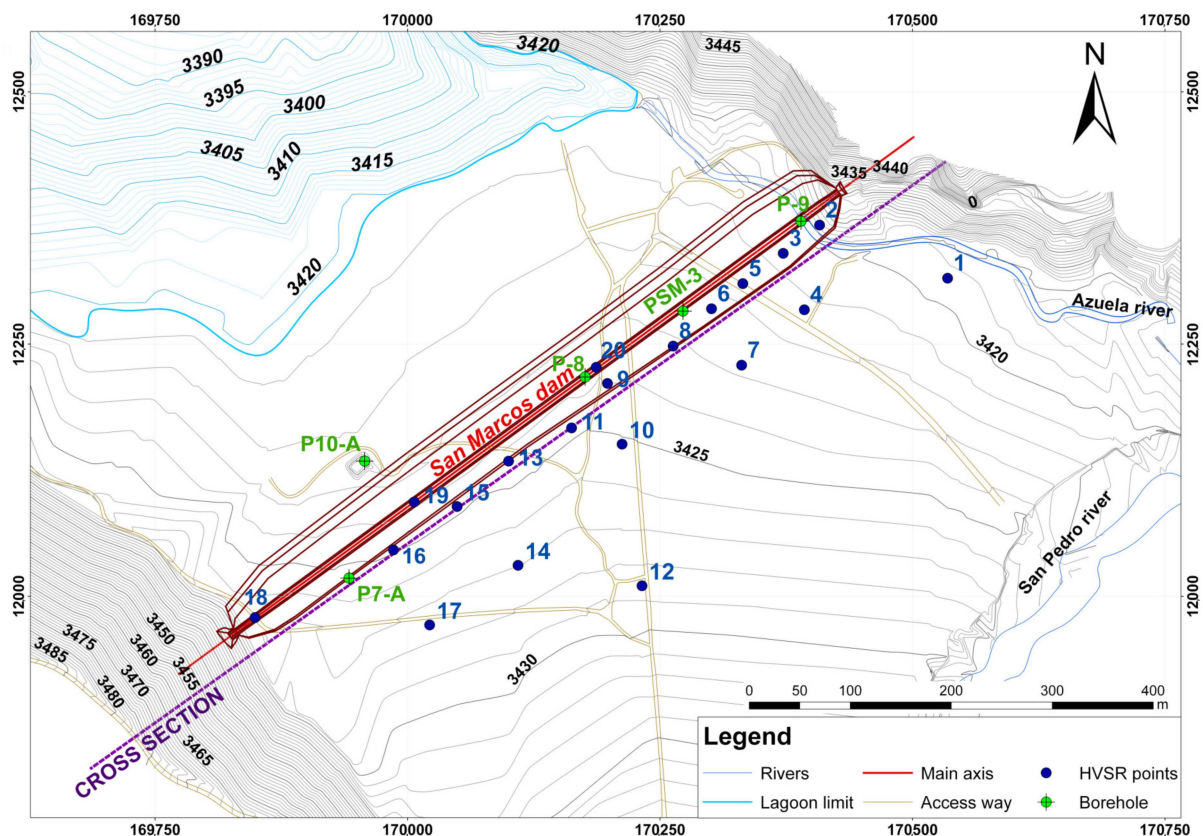 169750 170000 170250 170500 170750
12500
12250
12000
12500
12250
12000
3390
3395
3400
3405
3410
3415
3420
3420
3445
N
3435
3440
0
P-9
2
3
1
5
PSM-3
6
4
Azuela river
8
7
3420
20
P-8
9
San Marcos dam
11
10
3425
P10-A
13
19
15
San Pedro river
16
14
12
P7-A
18
17
3430
3450
3475
3460
3485
3455
3470
3480
3465
CROSS SECTION
0 50 100 200 300 400
m
Legend
Rivers
Main axis
HVSR points
Lagoon limit
Access way
Borehole
169750 170000 170250 170500 170750